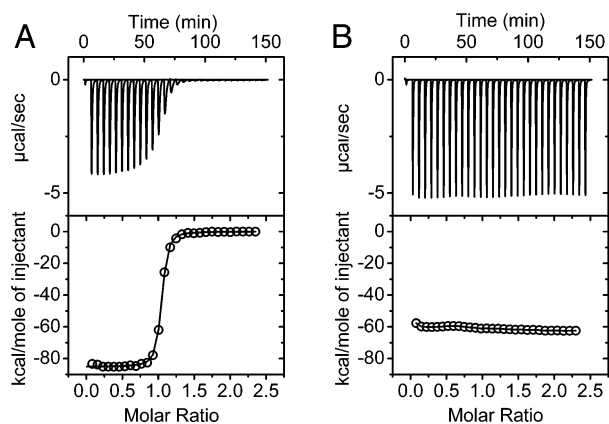 A
Time (min)
0 50 100 150
0
-5
µcal/sec
0
-20
-40
-60
-80
kcal/mole of injectant
0.0 0.5 1.0 1.5 2.0 2.5
Molar Ratio
B
Time (min)
0 50 100 150
0
-5
µcal/sec
0
-20
-40
-60
-80
kcal/mole of injectant
0.0 0.5 1.0 1.5 2.0 2.5
Molar Ratio